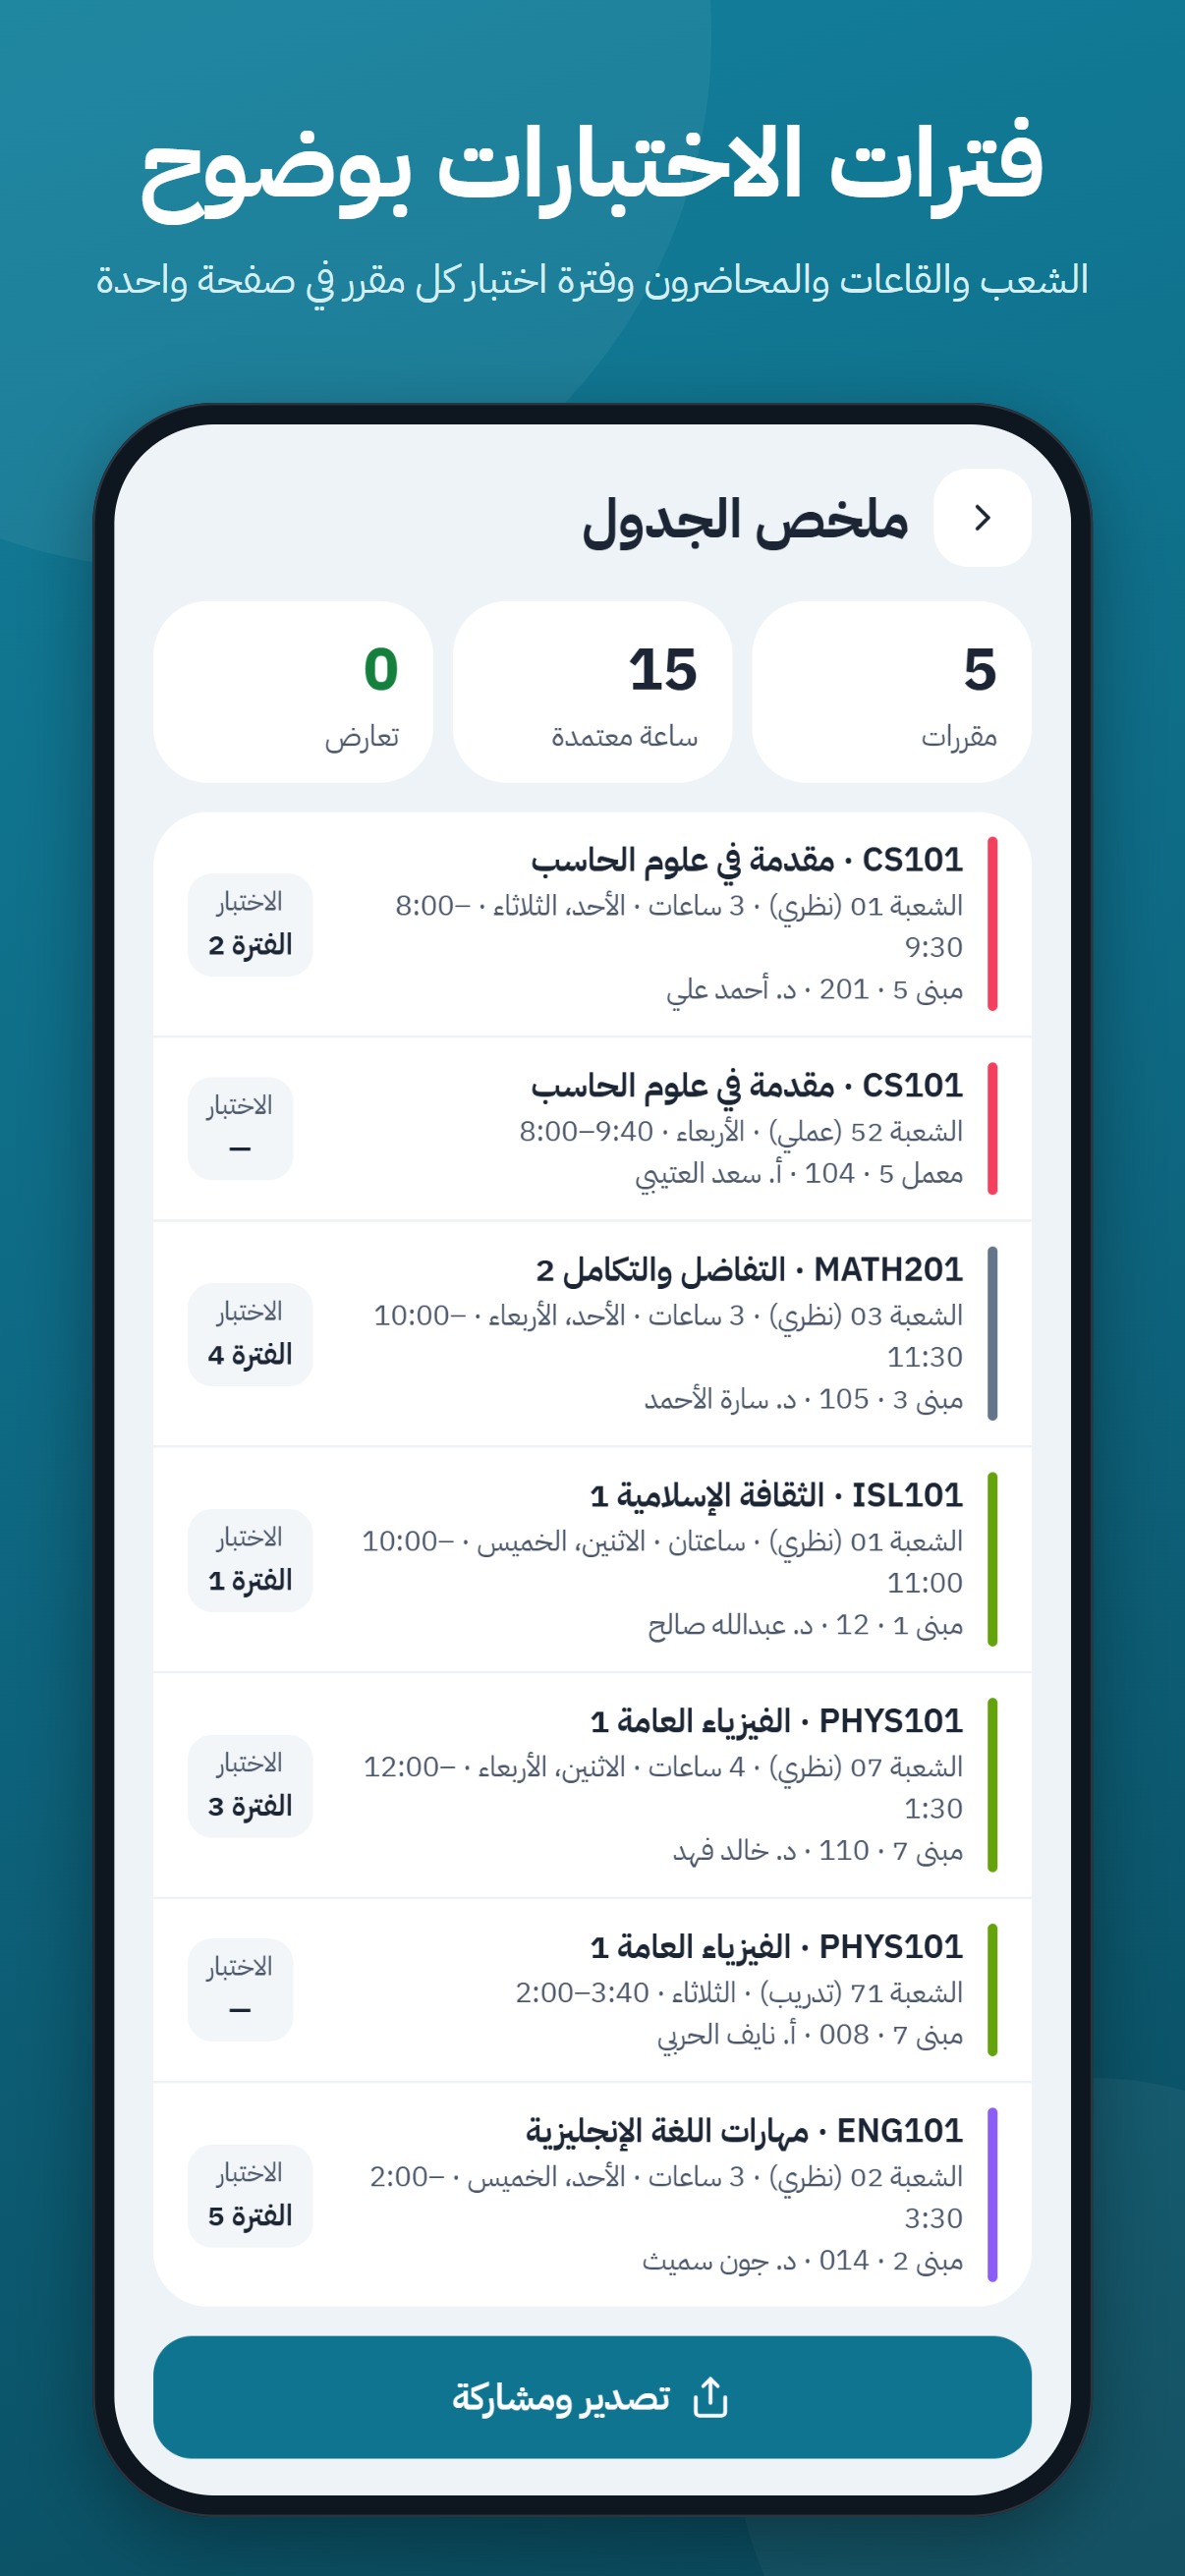 فترات الاختبارات بوضوح
الشعب والقاعات والمحاضرون وفترة اختبار كل مقرر في صفحة واحدة
ملخص الجدول
5
مقررات
15
ساعة معتمدة
0
تعارض
CS101 · مقدمة في علوم الحاسب
الشعبة 01 (نظري) · 3 ساعات · الأحد، الثلاثاء · 8:00–
9:30
مبنى 5 · 201 · د. أحمد علي
الاختبار
الفترة 2
CS101 · مقدمة في علوم الحاسب
الشعبة 52 (عملي) · الأربعاء · 8:00–9:40
معمل 5 · 104 · أ. سعد العتيبي
الاختبار
—
MATH201 · التفاضل والتكامل 2
الشعبة 03 (نظري) · 3 ساعات · الأحد، الأربعاء · 10:00–
11:30
مبنى 3 · 105 · د. سارة الأحمد
الاختبار
الفترة 4
ISL101 · الثقافة الإسلامية 1
الشعبة 01 (نظري) · ساعتان · الاثنين، الخميس · 10:00–
11:00
مبنى 1 · 12 · د. عبدالله صالح
الاختبار
الفترة 1
PHYS101 · الفيزياء العامة 1
الشعبة 07 (نظري) · 4 ساعات · الاثنين، الأربعاء · 12:00–
1:30
مبنى 7 · 110 · د. خالد فهد
الاختبار
الفترة 3
PHYS101 · الفيزياء العامة 1
الشعبة 71 (تدريب) · الثلاثاء · 2:00–3:40
مبنى 7 · 008 · أ. نايف الحربي
الاختبار
—
ENG101 · مهارات اللغة الإنجليزية
الشعبة 02 (نظري) · 3 ساعات · الأحد، الخميس · 2:00–
3:30
مبنى 2 · 014 · د. جون سميث
الاختبار
الفترة 5
تصدير ومشاركة